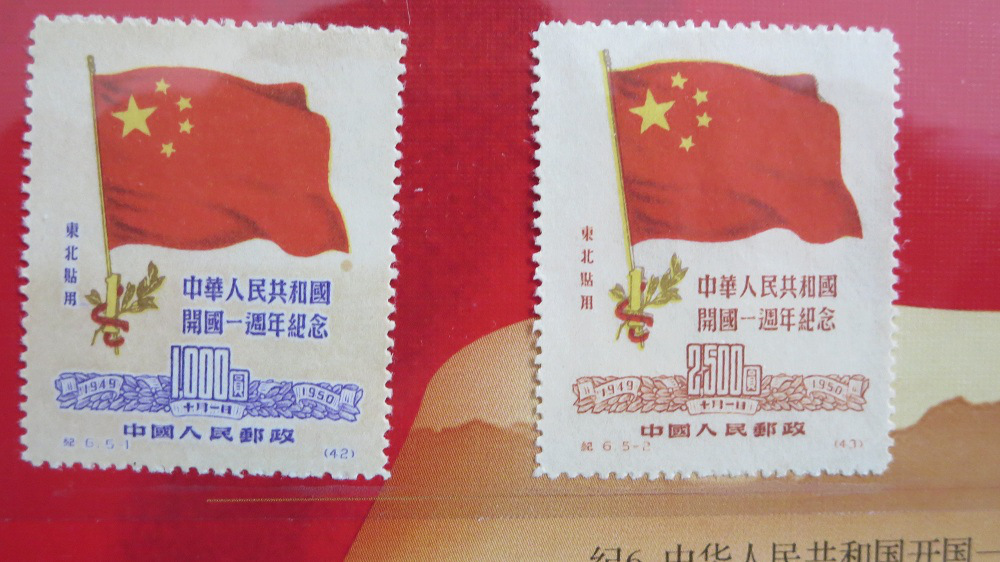 東北貼用
中華人民共和國
開國一週年紀念
1000圓
1949
1950
十月一日
中國人民郵政
紀 6.5-1
(42)
東北貼用
中華人民共和國
開國一週年紀念
2500圓
1949
1950
十月一日
中國人民郵政
紀 6.5-2
(43)
纪6 中华人民共和国开国一